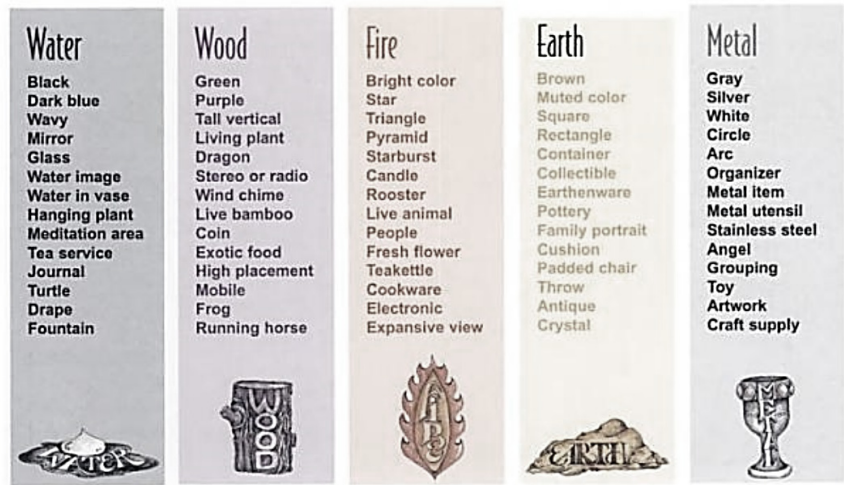 Water
Black
Dark blue
Wavy
Mirror
Glass
Water image
Water in vase
Hanging plant
Meditation area
Tea service
Journal
Turtle
Drape
Fountain
WATER
Wood
Green
Purple
Tall vertical
Living plant
Dragon
Stereo or radio
Wind chime
Live bamboo
Coin
Exotic food
High placement
Mobile
Frog
Running horse
WOOD
Fire
Bright color
Star
Triangle
Pyramid
Starburst
Candle
Rooster
Live animal
People
Fresh flower
Teakettle
Cookware
Electronic
Expansive view
FIRE
Earth
Brown
Muted color
Square
Rectangle
Container
Collectible
Earthenware
Pottery
Family portrait
Cushion
Padded chair
Throw
Antique
Crystal
EARTH
Metal
Gray
Silver
White
Circle
Arc
Organizer
Metal item
Metal utensil
Stainless steel
Angel
Grouping
Toy
Artwork
Craft supply
METAL